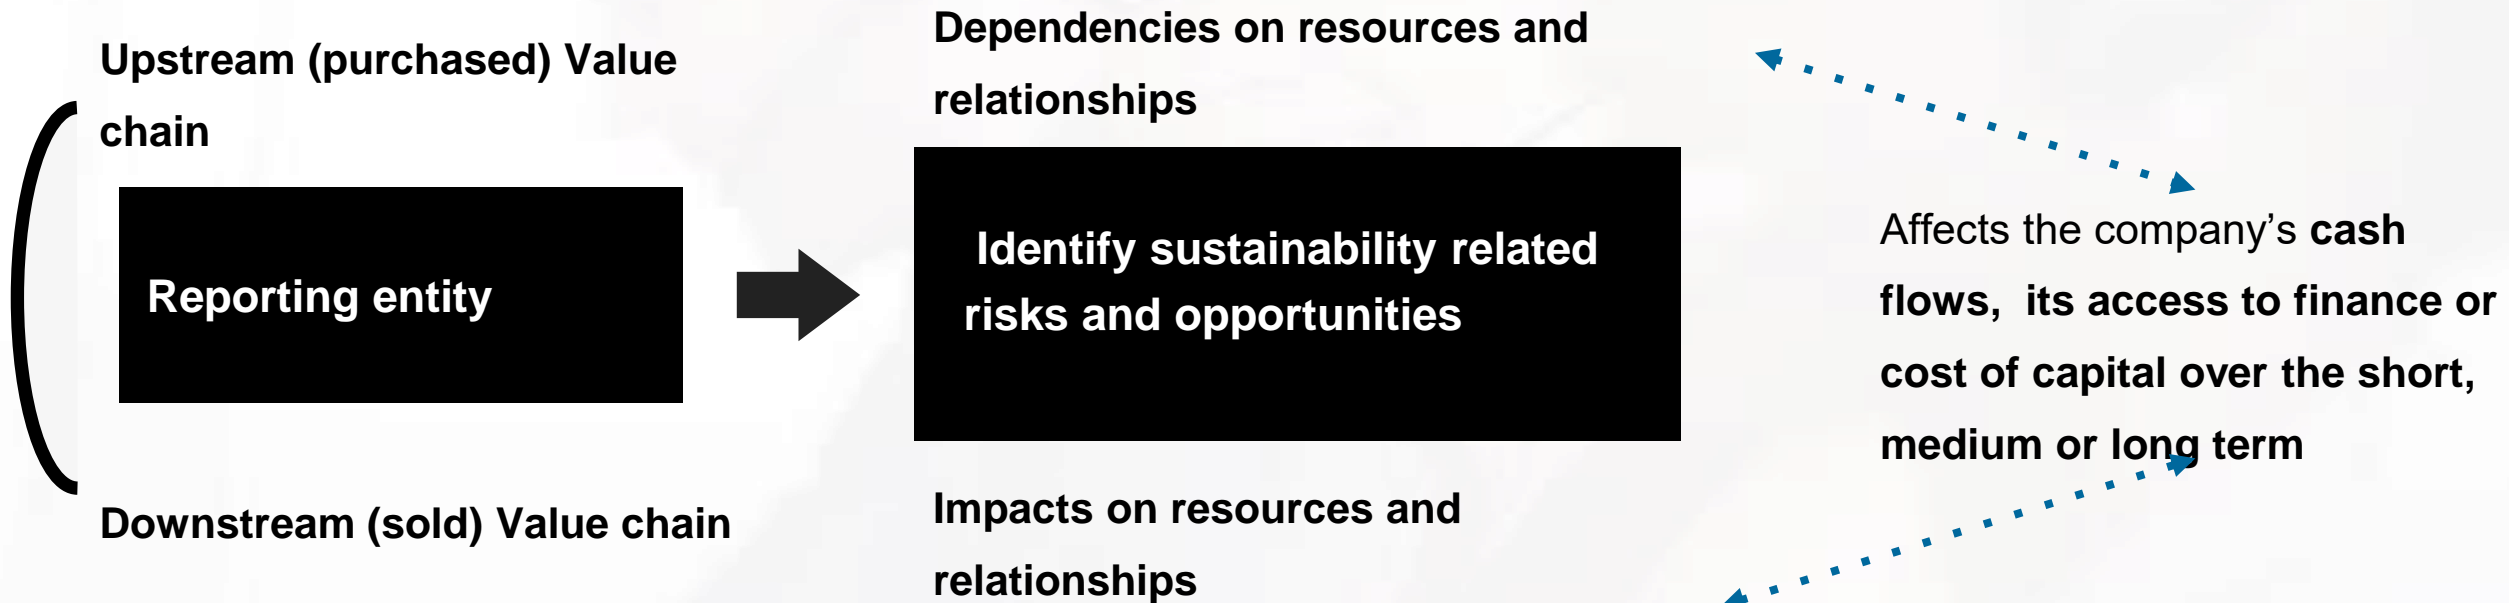 Upstream (purchased) Value
chain
Reporting entity
Downstream (sold) Value chain
Dependencies on resources and
relationships
Identify sustainability related
risks and opportunities
Impacts on resources and
relationships
Affects the company’s cash
flows,  its access to finance or
cost of capital over the short,
medium or long term